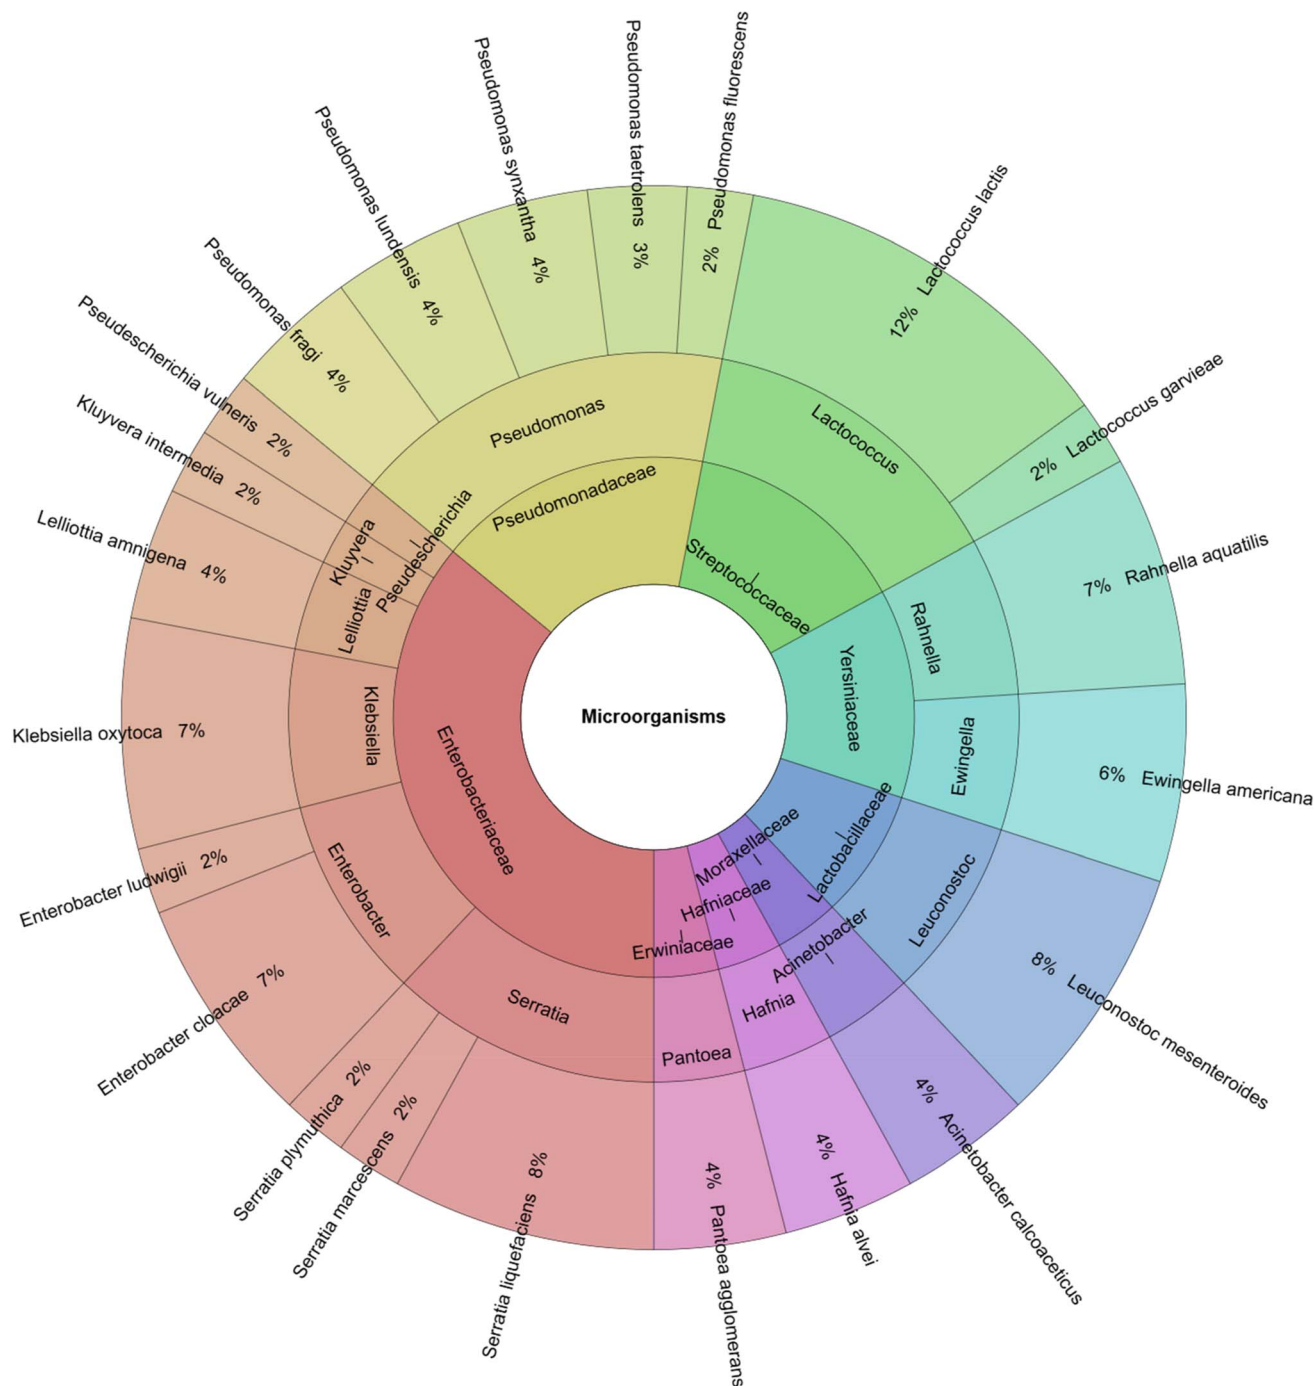 Microorganisms
Pseudomonadaceae
Streptococcaceae
Yersiniaceae
Lactobacillaceae
Moraxellaceae
Hafniaceae
Erwiniaceae
Enterobacteriaceae
Pseudomonas
Lactococcus
Rahnella
Ewingella
Leuconostoc
Acinetobacter
Hafnia
Pantoea
Serratia
Enterobacter
Klebsiella
Lelliottia
Kluyvera
Pseudescherichia
2% Pseudomonas fluorescens
12% Lactococcus lactis
2% Lactococcus garvieae
7% Rahnella aquatilis
6% Ewingella americana
8% Leuconostoc mesenteroides
4% Acinetobacter calcoaceticus
4% Hafnia alvei
4% Pantoea agglomerans
Serratia liquefaciens 8%
Serratia marcescens 2%
Serratia plymuthica 2%
Enterobacter cloacae 7%
Enterobacter ludwigii 2%
Klebsiella oxytoca 7%
Lelliottia amnigena 4%
Kluyvera intermedia 2%
Pseudescherichia vulneris 2%
Pseudomonas fragi 4%
Pseudomonas lundensis 4%
Pseudomonas synxantha 4%
Pseudomonas taetrolens 3%